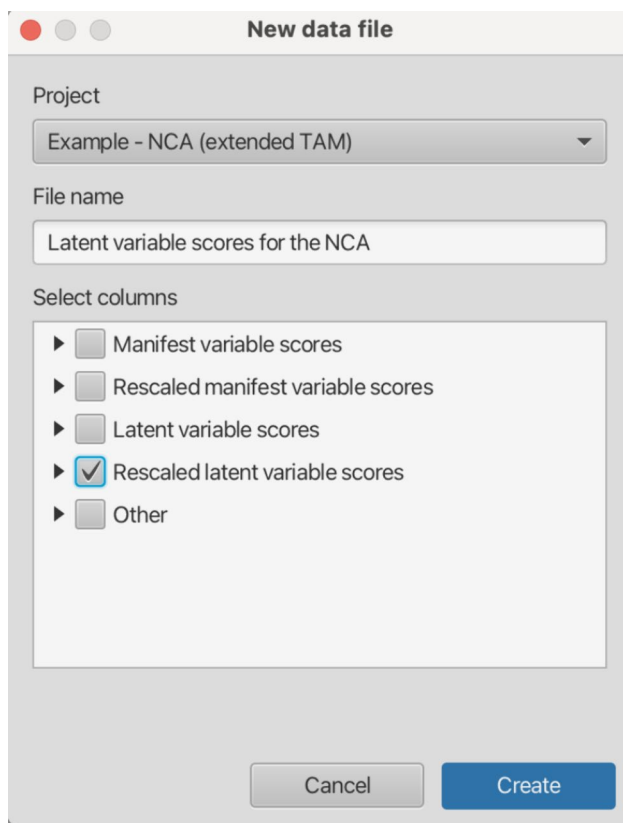 New data file
Project
Example - NCA (extended TAM)
File name
Latent variable scores for the NCA
Select columns
Manifest variable scores
Rescaled manifest variable scores
Latent variable scores
Rescaled latent variable scores
Other
Cancel Create